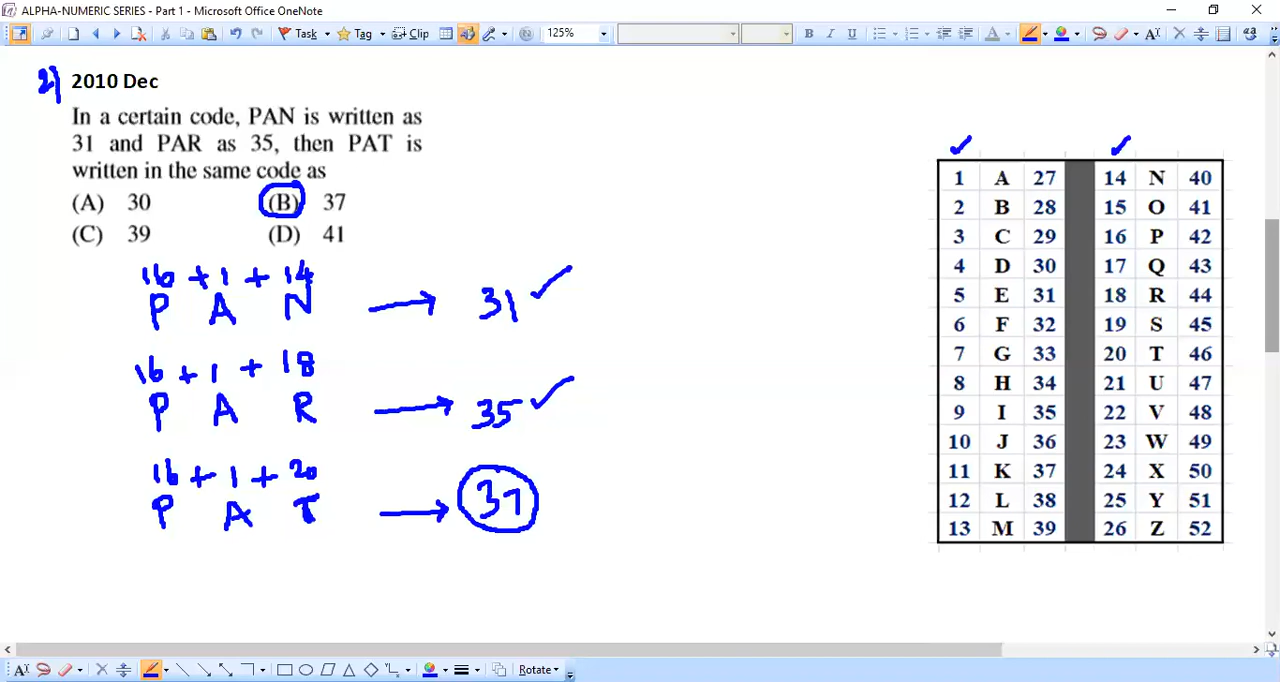 ALPHA-NUMERIC SERIES - Part 1 - Microsoft Office OneNote
Task Tag Clip 125% B I U A
2) 2010 Dec
In a certain code, PAN is written as
31 and PAR as 35, then PAT is
written in the same code as
(A) 30 (B) 37
(C) 39 (D) 41
16 + 1 + 14
P A N → 31 ✓
16 + 1 + 18
P A R → 35 ✓
16 + 1 + 20
P A T → 37
✓ ✓
1 A 27 14 N 40
2 B 28 15 O 41
3 C 29 16 P 42
4 D 30 17 Q 43
5 E 31 18 R 44
6 F 32 19 S 45
7 G 33 20 T 46
8 H 34 21 U 47
9 I 35 22 V 48
10 J 36 23 W 49
11 K 37 24 X 50
12 L 38 25 Y 51
13 M 39 26 Z 52
Rotate